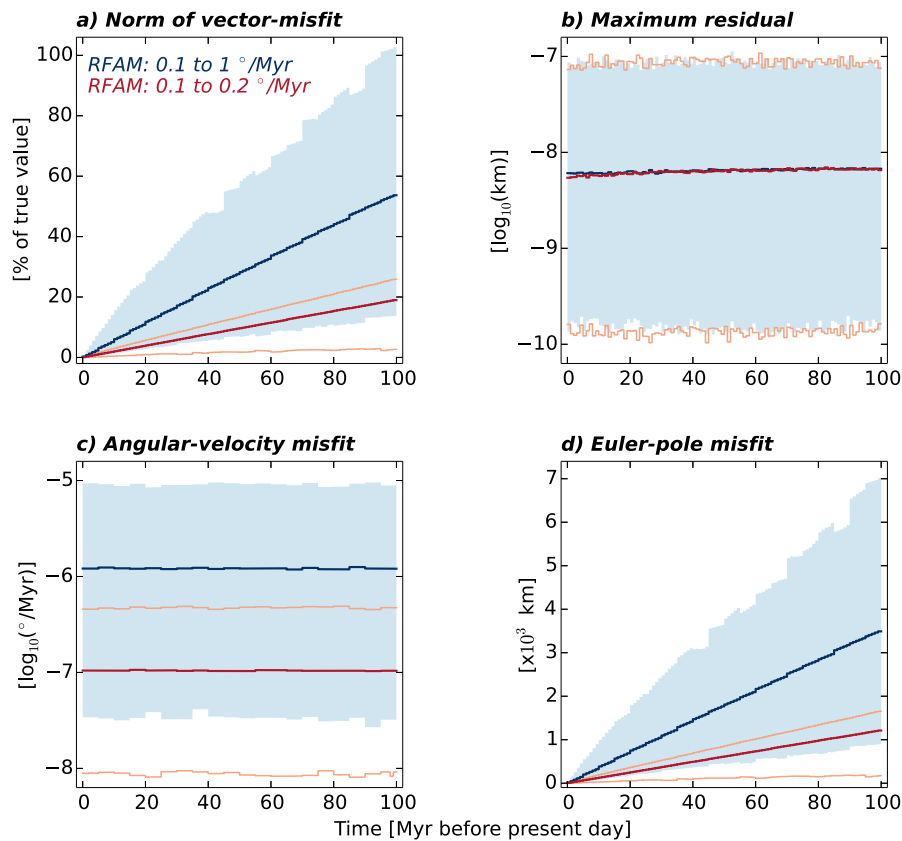 a) Norm of vector-misfit
RFAM: 0.1 to 1 °/Myr
RFAM: 0.1 to 0.2 °/Myr
[% of true value]
100
80
60
40
20
0
0 20 40 60 80 100
b) Maximum residual
[log10(km)]
−7
−8
−9
−10
0 20 40 60 80 100
c) Angular-velocity misfit
[log10(°/Myr)]
−5
−6
−7
−8
0 20 40 60 80 100
d) Euler-pole misfit
[x10³ km]
7
6
5
4
3
2
1
0
0 20 40 60 80 100
Time [Myr before present day]